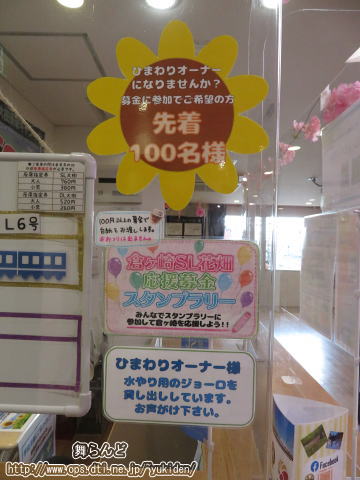 ひまわりオーナー
になりませんか?
募金に参加でご希望の方
先着
100名様
L6号
100円以上の募金で
倉ヶ崎SL花畑
応援募金
スタンプラリー
みんなでスタンプラリーに
参加して倉ヶ崎を応援しよう!!
ひまわりオーナー様
水やり用のジョーロを
貸し出ししています。
お声がけ下さい。
Facebook
舞らんど
http://www.ops.dti.ne.jp/~yukiden/